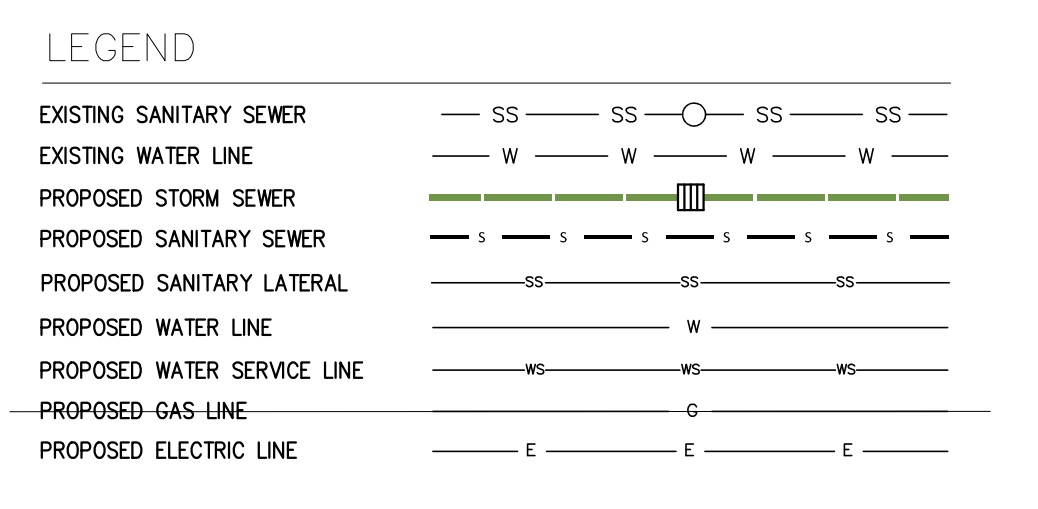 LEGEND
EXISTING SANITARY SEWER SS SS SS SS
EXISTING WATER LINE W W W W
PROPOSED STORM SEWER
PROPOSED SANITARY SEWER S S S S S S
PROPOSED SANITARY LATERAL SS SS SS
PROPOSED WATER LINE W
PROPOSED WATER SERVICE LINE WS WS WS
PROPOSED GAS LINE G
PROPOSED ELECTRIC LINE E E E